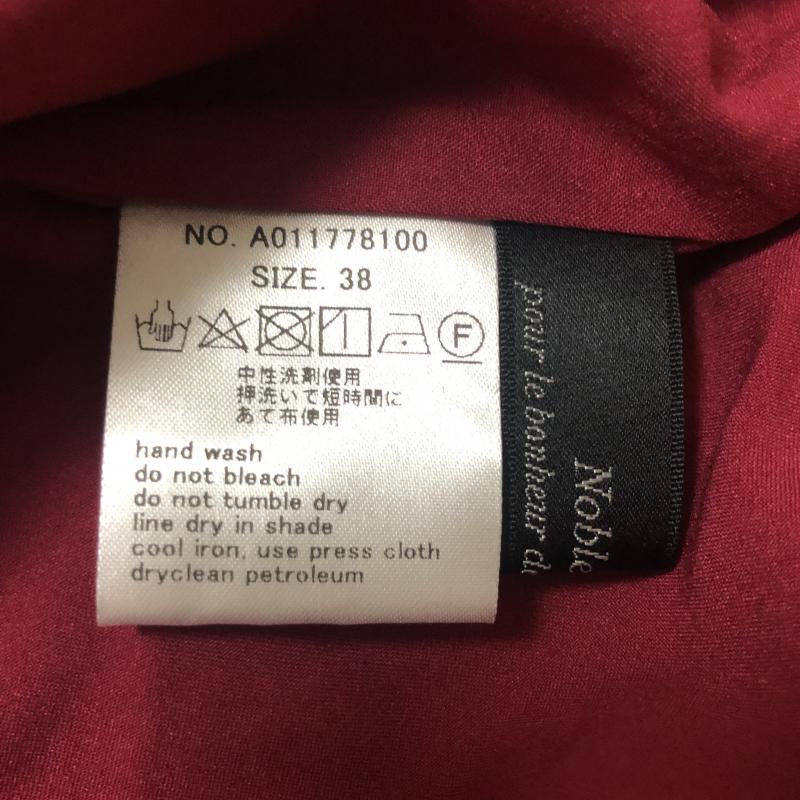 NO. A011778100
SIZE. 38
F
中性洗剤使用
押洗いで短時間に
あて布使用
hand wash
do not bleach
do not tumble dry
line dry in shade
cool iron, use press cloth
dryclean petroleum
Noble
pour le bonheur